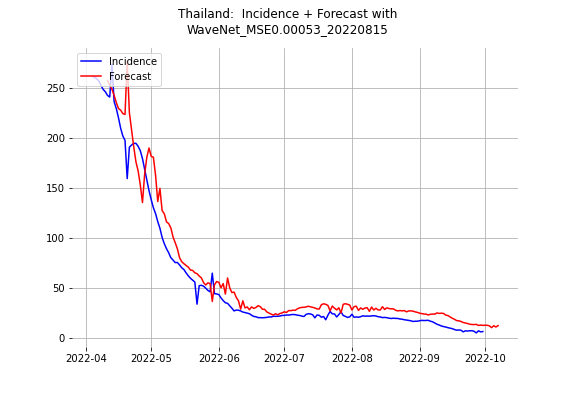 Thailand:  Incidence + Forecast with
WaveNet_MSE0.00053_20220815
Incidence
Forecast
250
200
150
100
50
0
2022-04 2022-05 2022-06 2022-07 2022-08 2022-09 2022-10